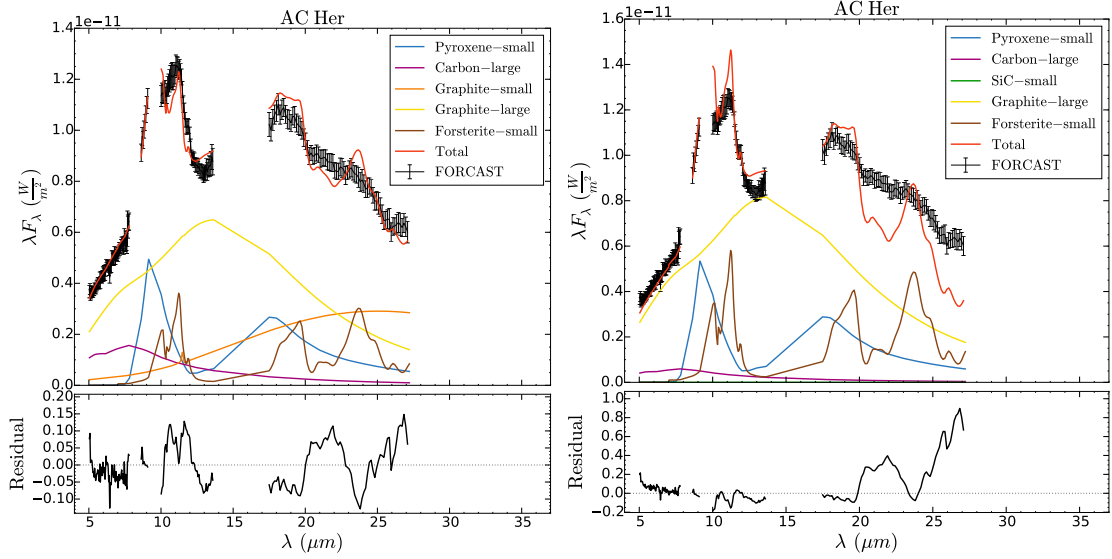 AC Her
1e−11
1.4
1.2
1.0
0.8
0.6
0.4
0.2
0.0
λF_λ (W/m²)
Pyroxene−small
Carbon−large
Graphite−small
Graphite−large
Forsterite−small
Total
FORCAST
0.20
0.15
0.10
0.05
0.00
−0.05
−0.10
Residual
5 10 15 20 25 30 35
λ (μm)
AC Her
1e−11
1.6
1.4
1.2
1.0
0.8
0.6
0.4
0.2
0.0
λF_λ (W/m²)
Pyroxene−small
Carbon−large
SiC−small
Graphite−large
Forsterite−small
Total
FORCAST
1.0
0.8
0.6
0.4
0.2
0.0
−0.2
Residual
5 10 15 20 25 30 35
λ (μm)